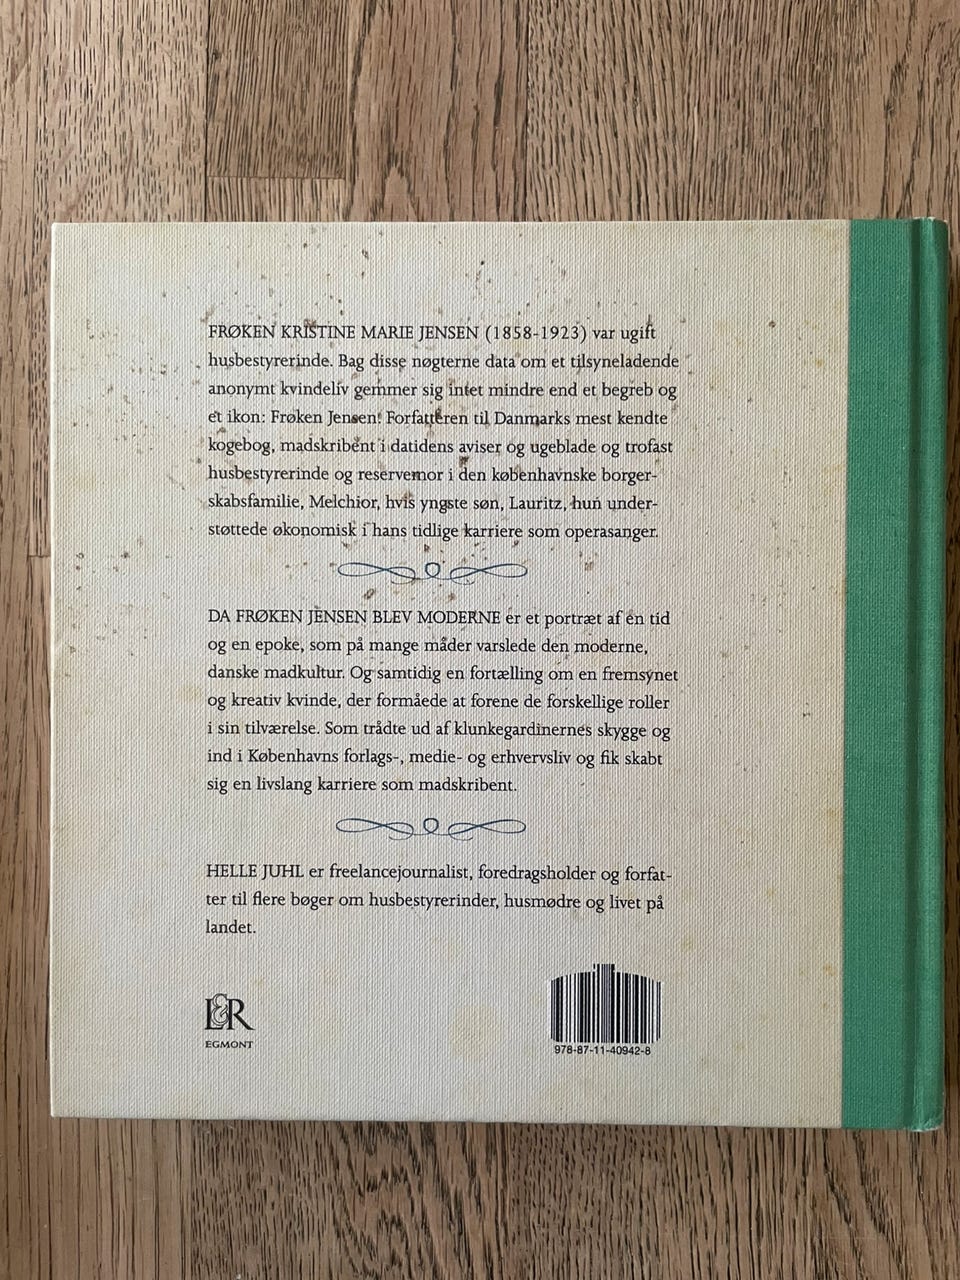 FRØKEN KRISTINE MARIE JENSEN (1858-1923) var ugift
husbestyrerinde. Bag disse nøgterne data om et tilsyneladende
anonymt kvindeliv gemmer sig intet mindre end et begreb og
et ikon: Frøken Jensen! Forfatteren til Danmarks mest kendte
kogebog, madskribent i datidens aviser og ugeblade og trofast
husbestyrerinde og reservemor i den københavnske borger-
skabsfamilie, Melchior, hvis yngste søn, Lauritz, hun under-
støttede økonomisk i hans tidlige karriere som operasanger.
DA FRØKEN JENSEN BLEV MODERNE er et portræt af en tid
og en epoke, som på mange måder varslede den moderne,
danske madkultur. Og samtidig en fortælling om en fremsynet
og kreativ kvinde, der formåede at forene de forskellige roller
i sin tilværelse. Som trådte ud af klunkegardinernes skygge og
ind i Københavns forlags-, medie- og erhvervsliv og fik skabt
sig en livslang karriere som madskribent.
HELLE JUHL er freelancejournalist, foredragsholder og forfat-
ter til flere bøger om husbestyrerinder, husmødre og livet på
landet.
L&R
EGMONT
978-87-11-40942-8